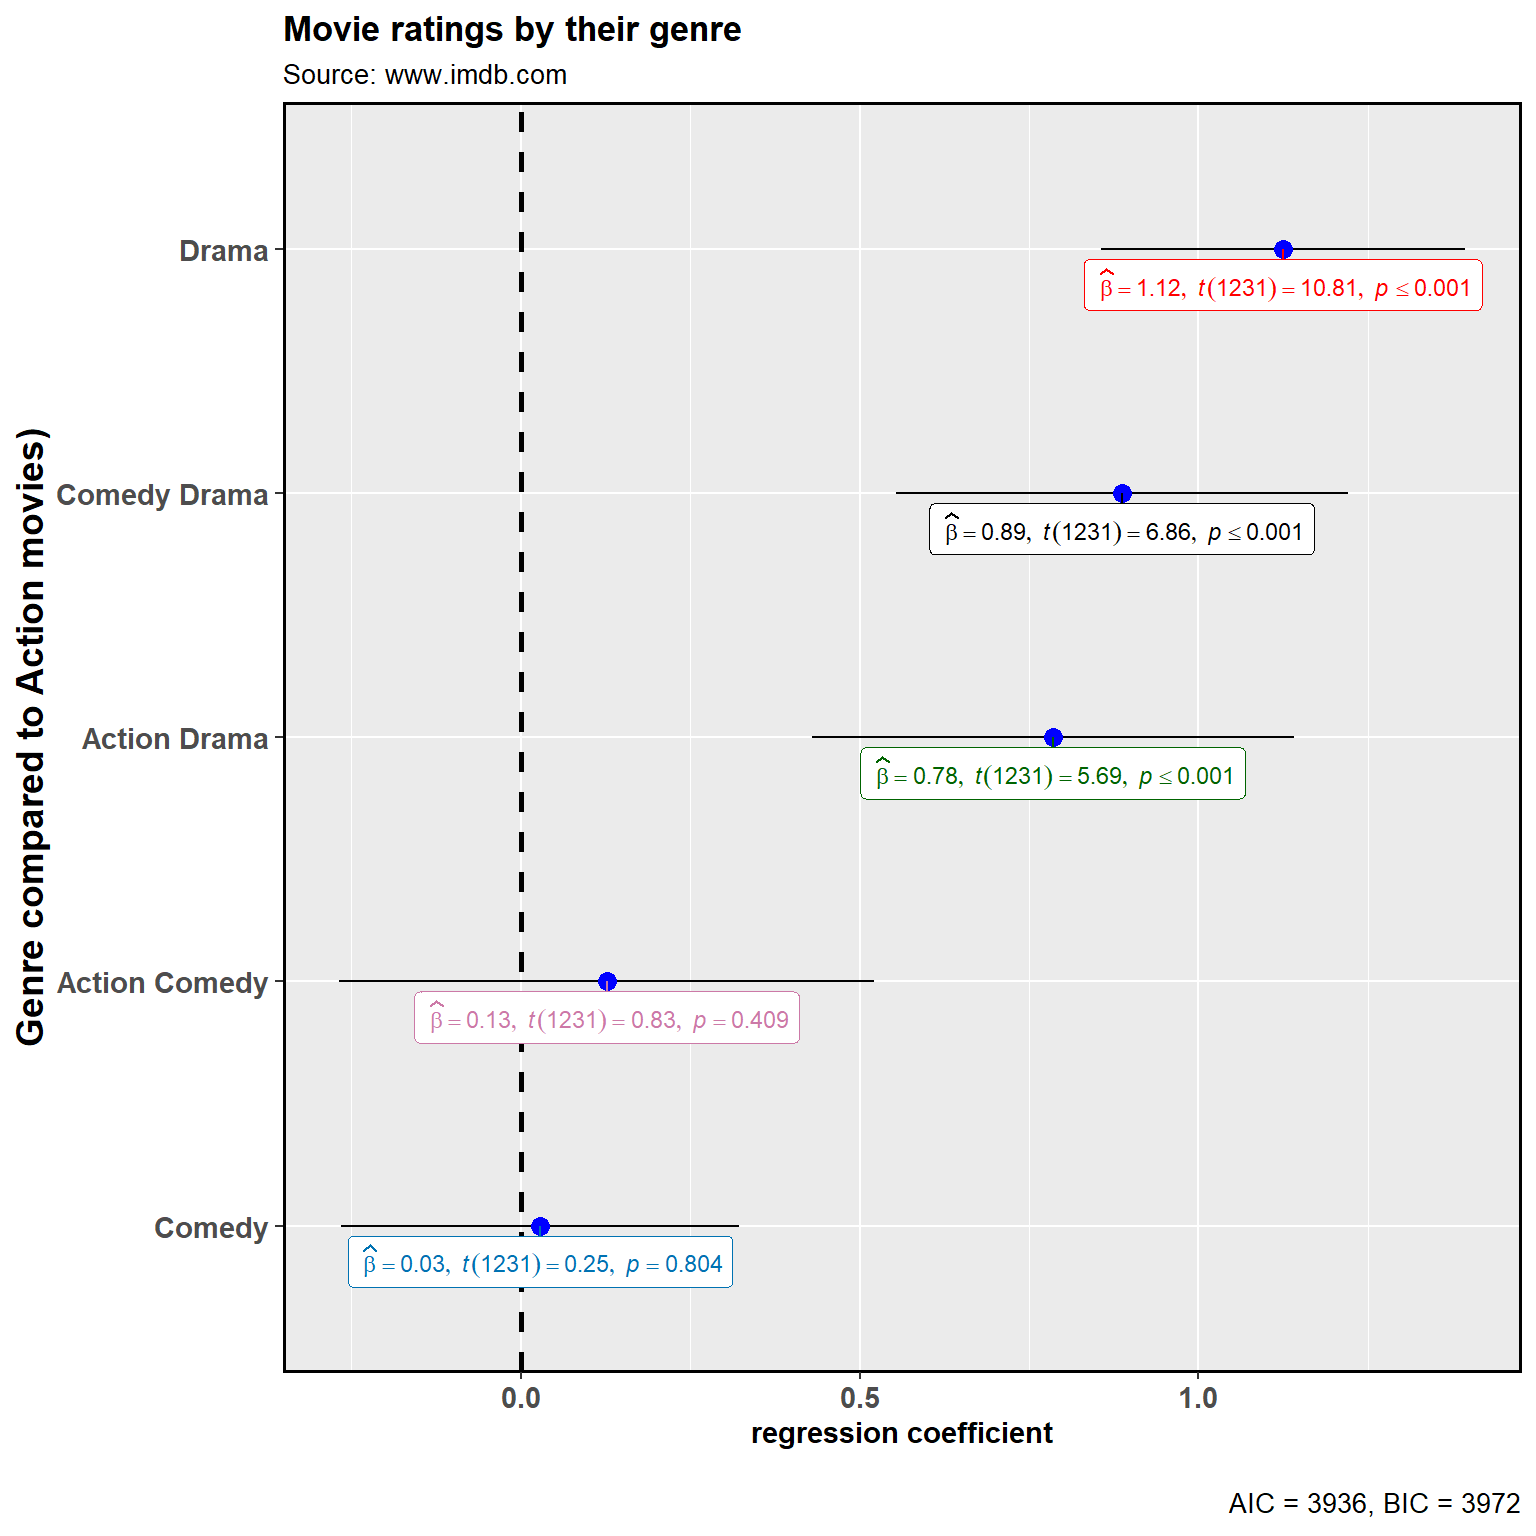 Movie ratings by their genre
Source: www.imdb.com
Genre compared to Action movies)
Drama
β̂ = 1.12, t(1231) = 10.81, p ≤ 0.001
Comedy Drama
β̂ = 0.89, t(1231) = 6.86, p ≤ 0.001
Action Drama
β̂ = 0.78, t(1231) = 5.69, p ≤ 0.001
Action Comedy
β̂ = 0.13, t(1231) = 0.83, p = 0.409
Comedy
β̂ = 0.03, t(1231) = 0.25, p = 0.804
0.0 0.5 1.0
regression coefficient
AIC = 3936, BIC = 3972